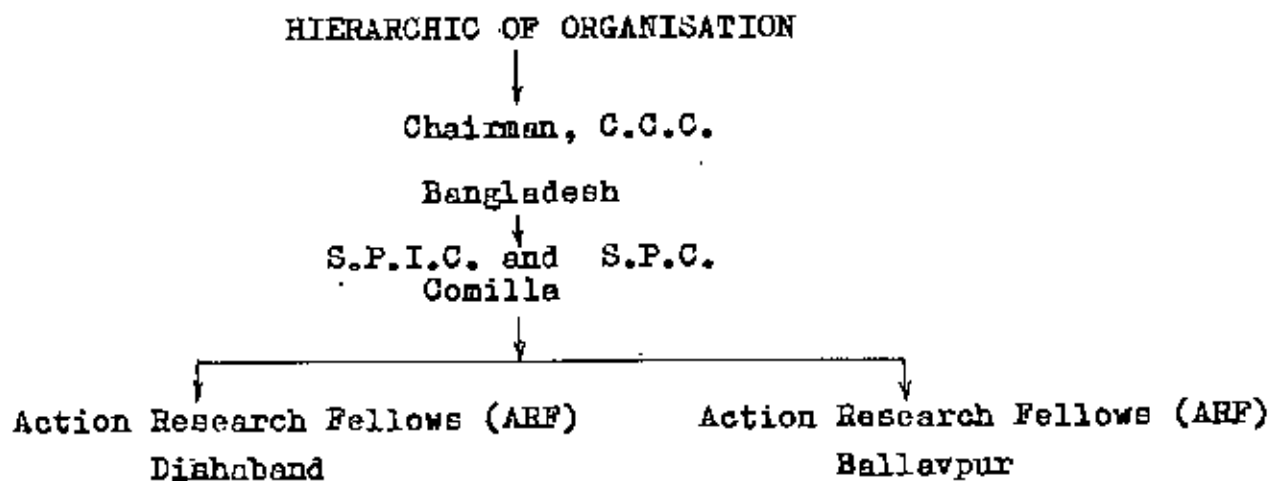 HIERARCHIC OF ORGANISATION
Chairman, C.C.C.
Bangladesh
S.P.I.C. and S.P.C.
Comilla
Action Research Fellows (ARF) Action Research Fellows (ARF)
Dishaband Ballavpur